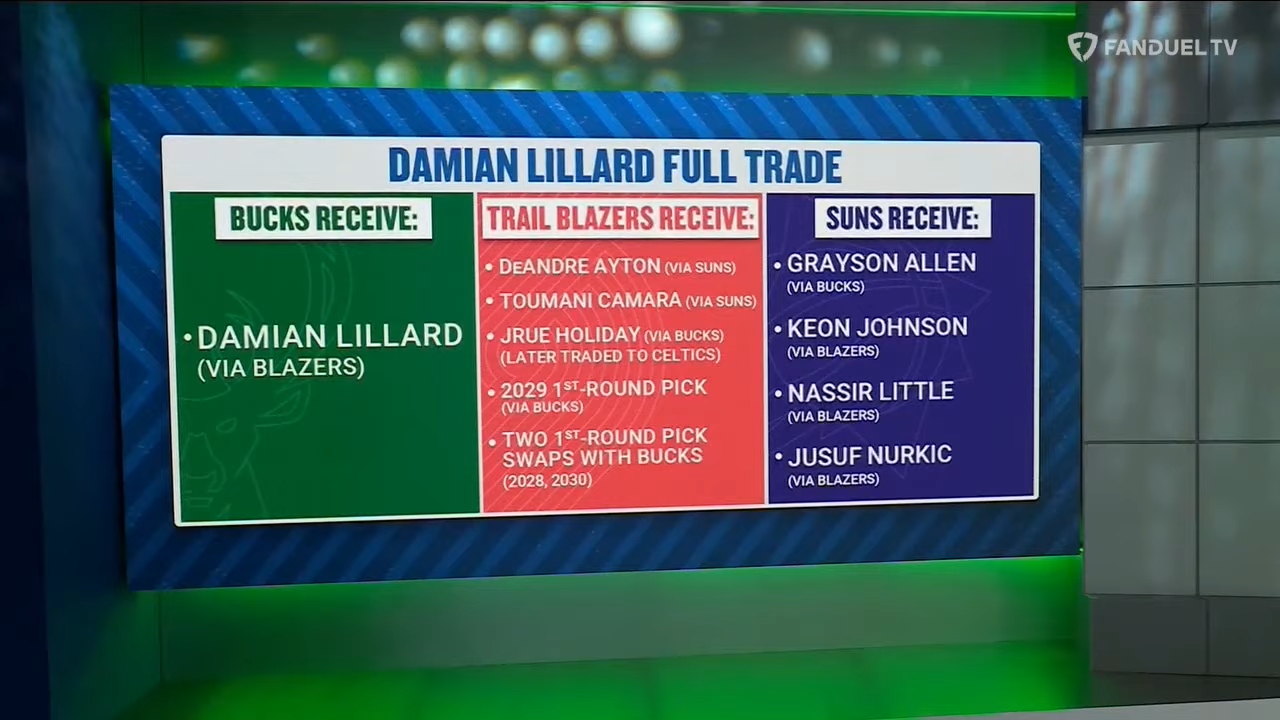 FANDUEL TV
DAMIAN LILLARD FULL TRADE
BUCKS RECEIVE:
• DAMIAN LILLARD
(VIA BLAZERS)
TRAIL BLAZERS RECEIVE:
• DeANDRE AYTON (VIA SUNS)
• TOUMANI CAMARA (VIA SUNS)
• JRUE HOLIDAY (VIA BUCKS)
(LATER TRADED TO CELTICS)
• 2029 1ST-ROUND PICK
(VIA BUCKS)
• TWO 1ST-ROUND PICK
SWAPS WITH BUCKS
(2028, 2030)
SUNS RECEIVE:
• GRAYSON ALLEN
(VIA BUCKS)
• KEON JOHNSON
(VIA BLAZERS)
• NASSIR LITTLE
(VIA BLAZERS)
• JUSUF NURKIC
(VIA BLAZERS)